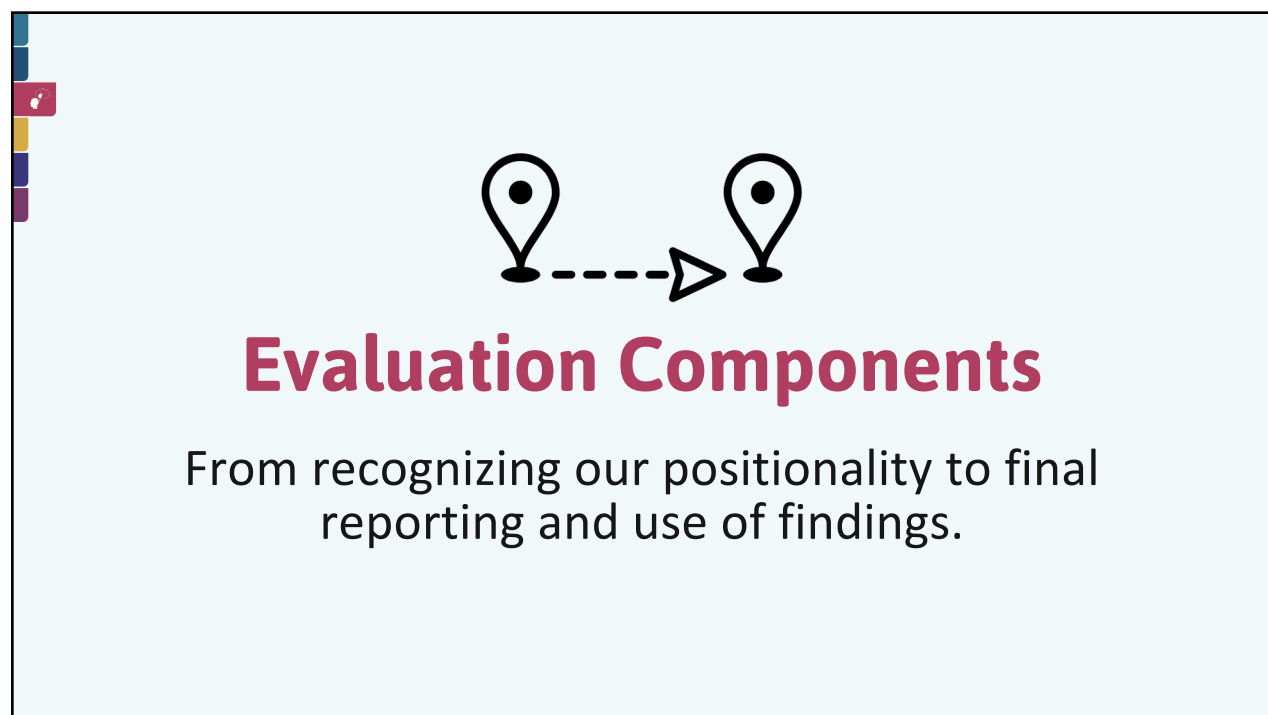 Evaluation Components
From recognizing our positionality to final
reporting and use of findings.